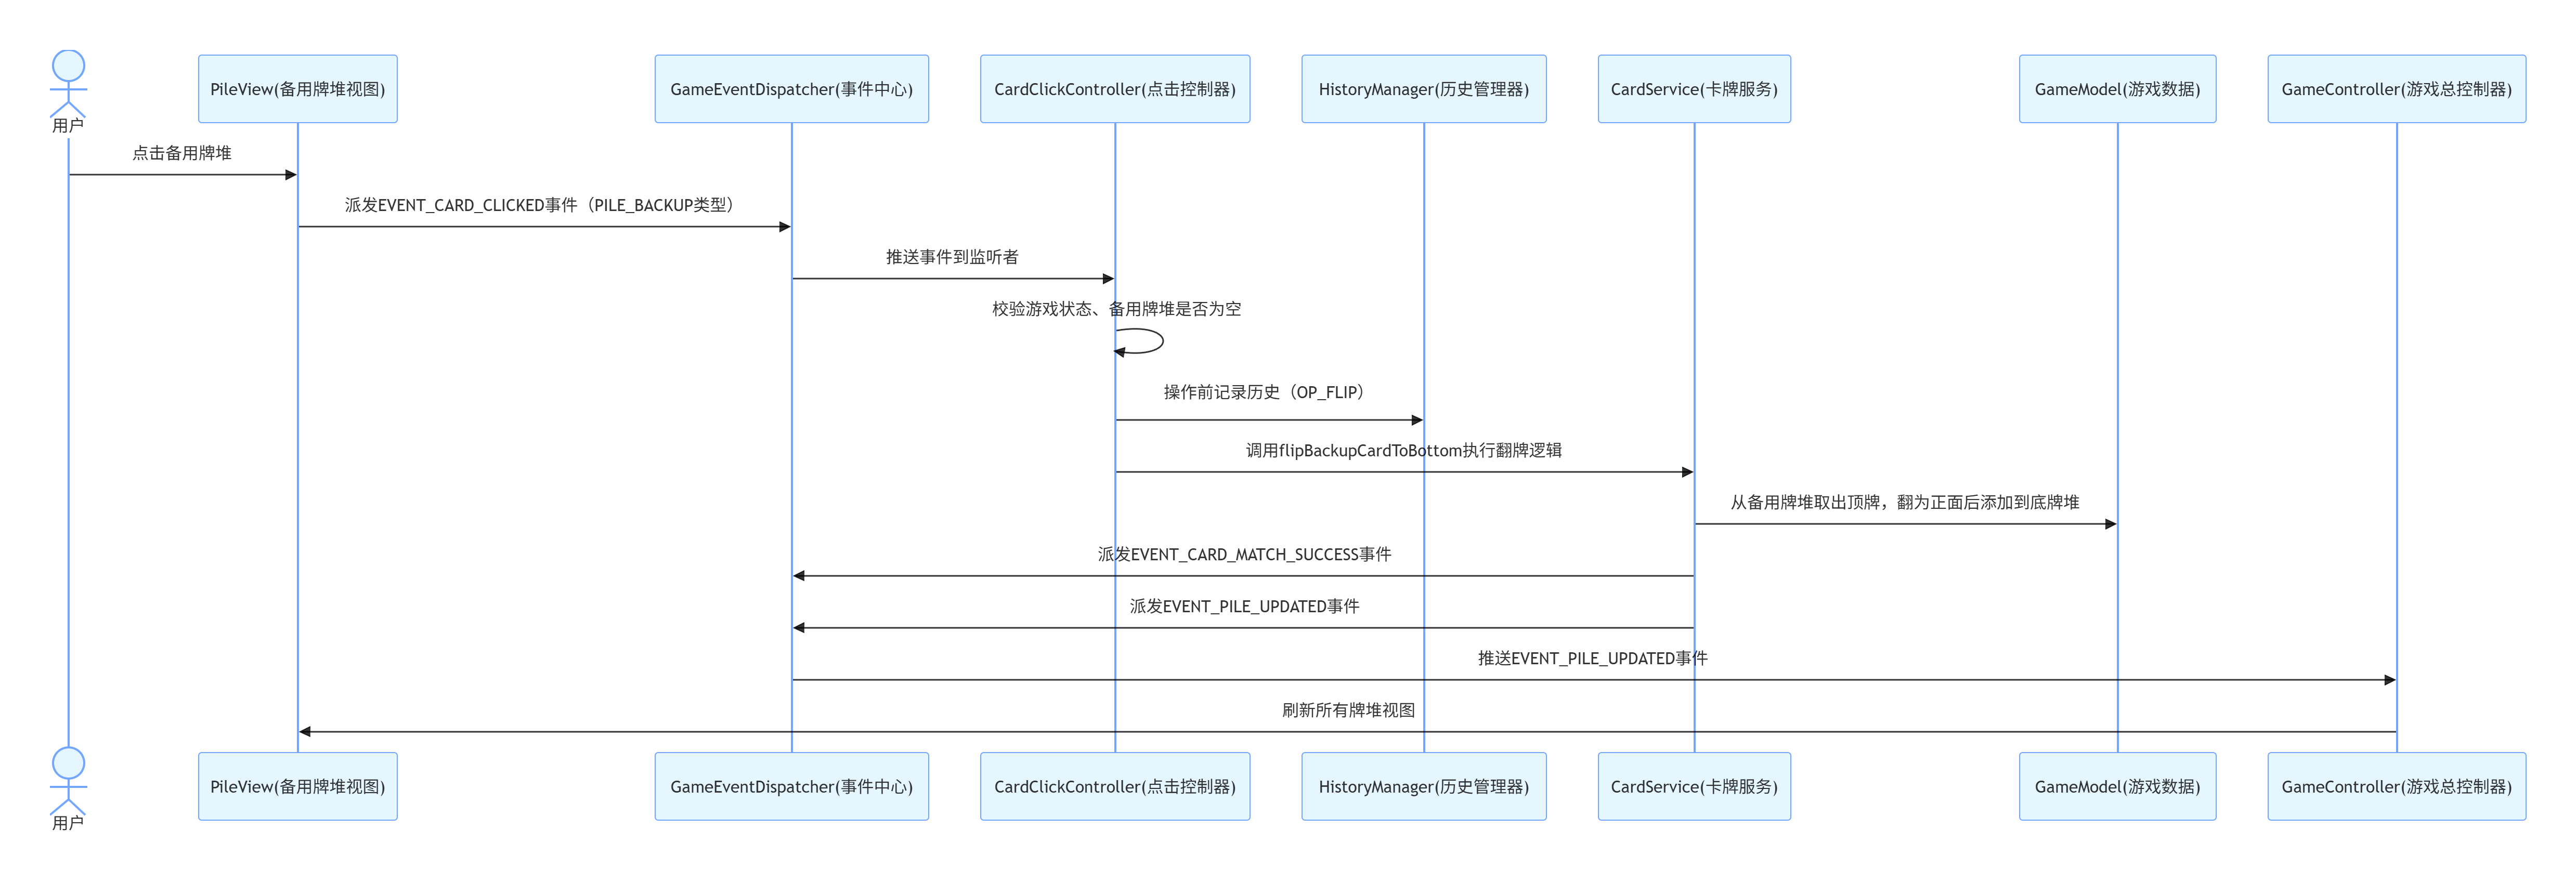 用户
PileView(备用牌堆视图)
GameEventDispatcher(事件中心)
CardClickController(点击控制器)
HistoryManager(历史管理器)
CardService(卡牌服务)
GameModel(游戏数据)
GameController(游戏总控制器)
点击备用牌堆
派发EVENT_CARD_CLICKED事件（PILE_BACKUP类型）
推送事件到监听者
校验游戏状态、备用牌堆是否为空
操作前记录历史（OP_FLIP）
调用flipBackupCardToBottom执行翻牌逻辑
从备用牌堆取出顶牌，翻为正面后添加到底牌堆
派发EVENT_CARD_MATCH_SUCCESS事件
派发EVENT_PILE_UPDATED事件
推送EVENT_PILE_UPDATED事件
刷新所有牌堆视图
用户
PileView(备用牌堆视图)
GameEventDispatcher(事件中心)
CardClickController(点击控制器)
HistoryManager(历史管理器)
CardService(卡牌服务)
GameModel(游戏数据)
GameController(游戏总控制器)